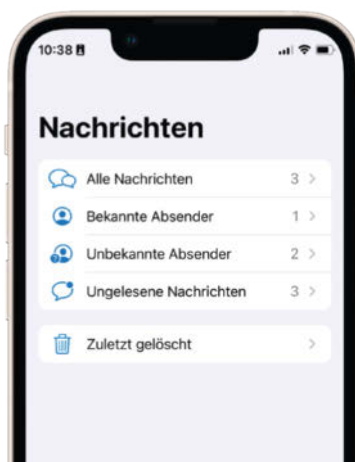 10:38
Nachrichten
Alle Nachrichten 3
Bekannte Absender 1
Unbekannte Absender 2
Ungelesene Nachrichten 3
Zuletzt gelöscht